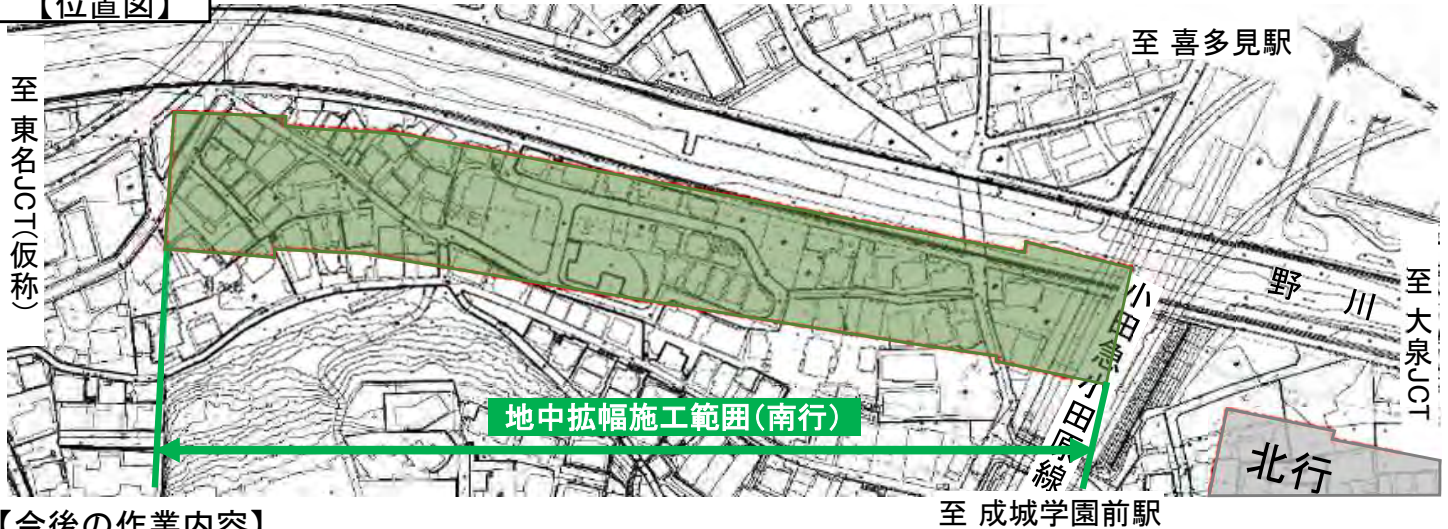 【位置図】
至 喜多見駅
至 東名JCT(仮称)
野川
至 大泉JCT
小田急小田原線
地中拡幅施工範囲(南行)
北行
至 成城学園前駅
【今後の作業内容】